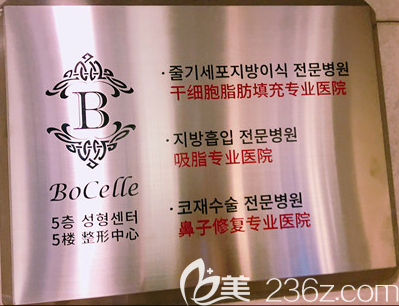 B
BoCelle
5층 성형센터
5楼 整形中心
·줄기세포지방이식 전문병원
干细胞脂肪填充专业医院
·지방흡입 전문병원
吸脂专业医院
·코재수술 전문병원
鼻子修复专业医院
美 236z.com